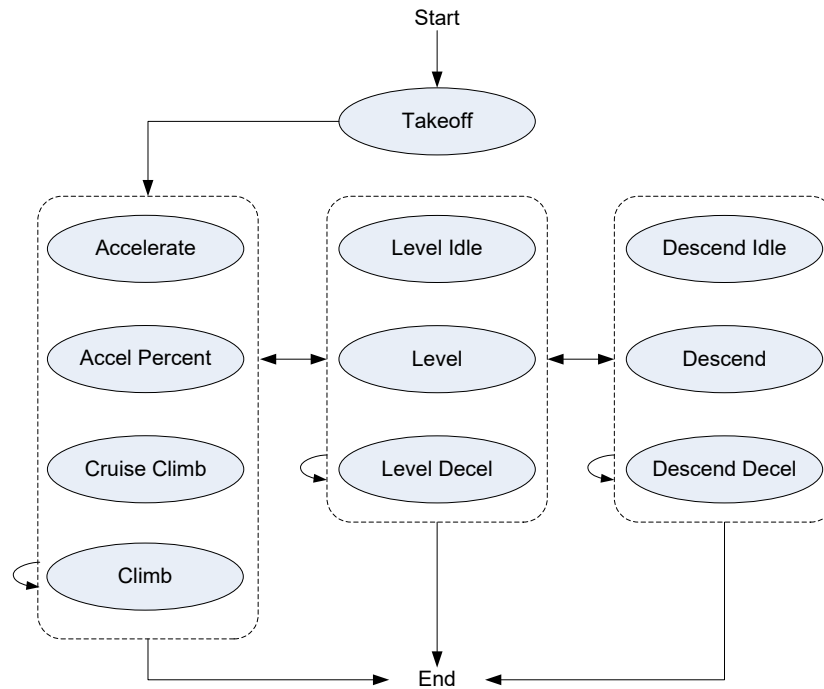 Start
Takeoff
Accelerate
Level Idle
Descend Idle
Accel Percent
Level
Descend
Cruise Climb
Level Decel
Descend Decel
Climb
End